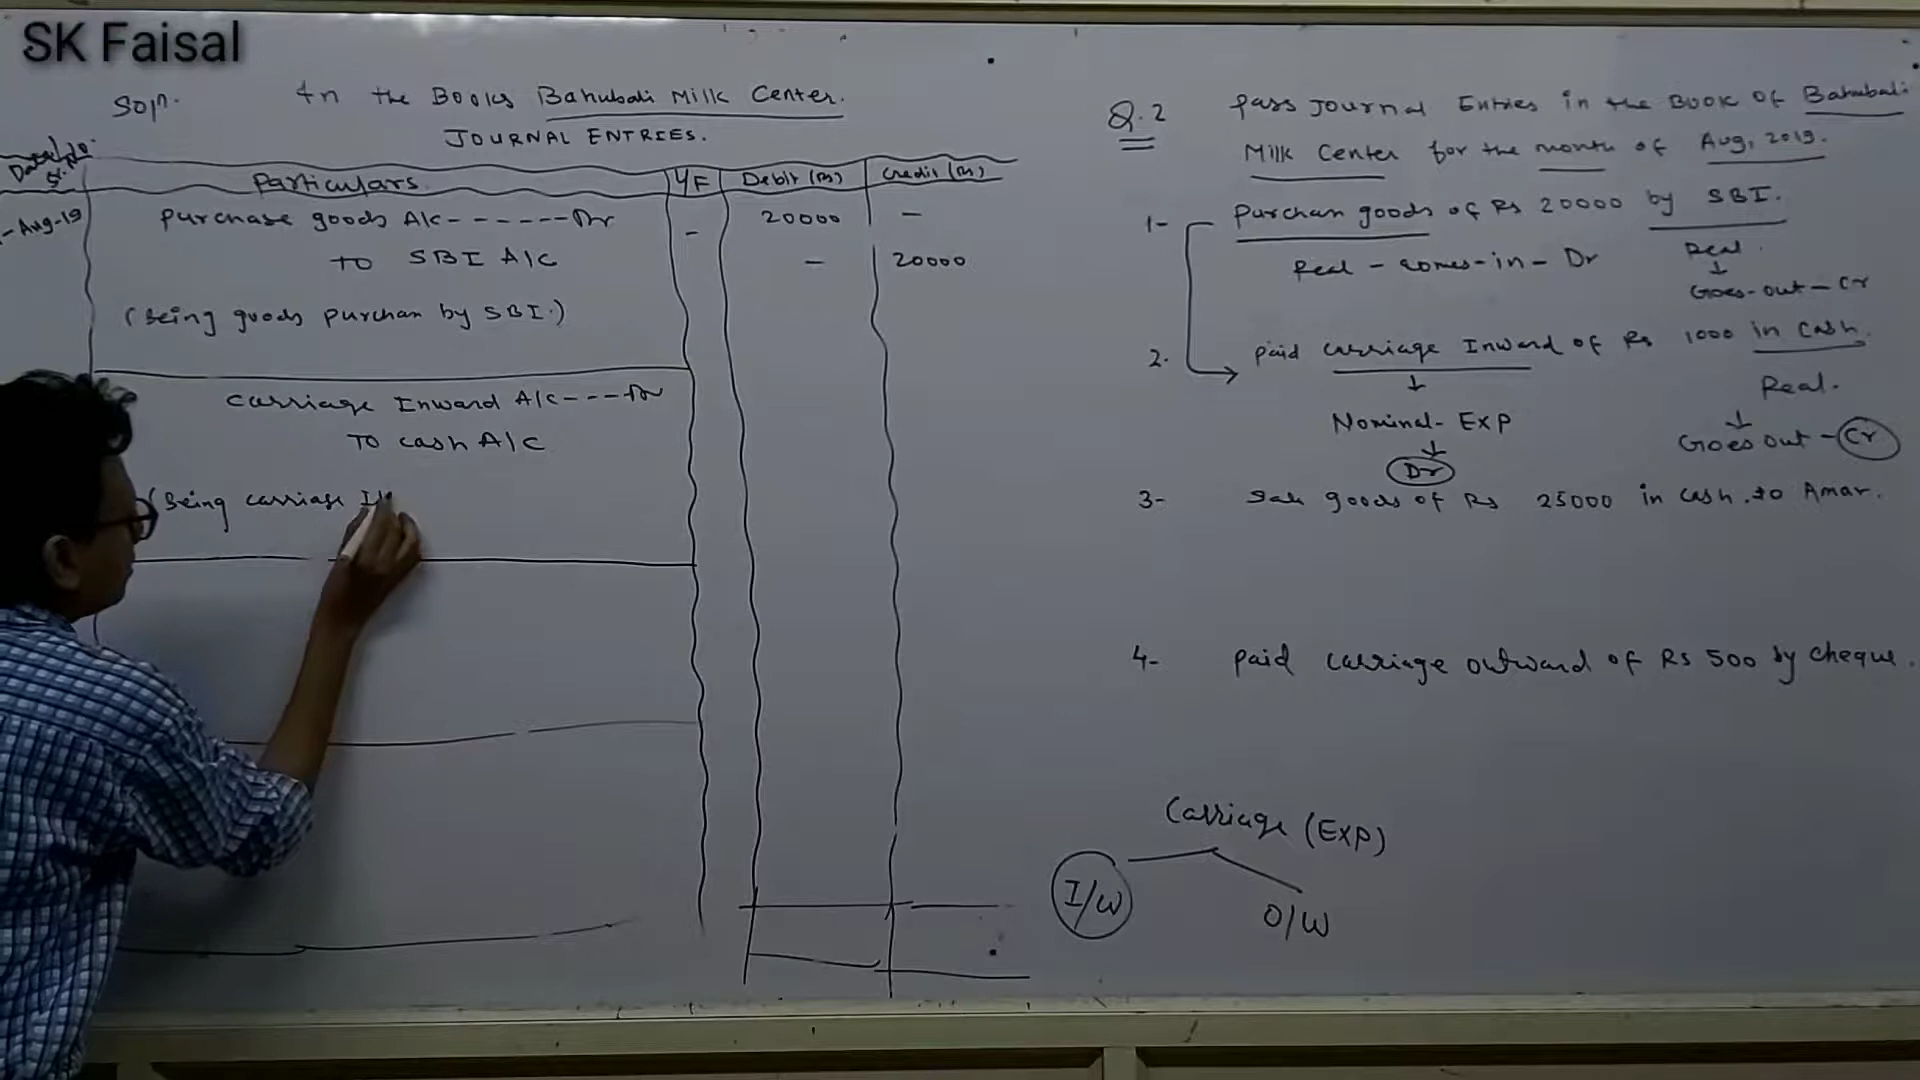 SK Faisal
Soln.
In the Books Bahubali Milk Center.
JOURNAL ENTRIES.
Particulars
L/F
Debit (Rs)
Credit (Rs)
-Aug-19
Purchase goods A/c - - - - - - - Dr
-
20000
—
To SBI A/c
—
20000
(Being goods purchan by SBI.)
Carriage Inward A/c - - - Dr
To cash A/c
(Being carriage
Q.2
Pass Journal Entries in the Book of Bahubali
Milk Center for the month of Aug, 2019.
1- Purchan goods of Rs 20000 by SBI.
Real - comes-in - Dr
Real.
↓
Goes-out - Cr
2. Paid carriage Inward of Rs 1000 in Cash.
↓
Nominal- Exp
↓
Dr
Real.
↓
Goes out - Cr
3- Sale goods of Rs 25000 in cash. to Amar.
4- Paid carriage outward of Rs 500 by cheque.
Carriage (EXP)
I/W
O/W